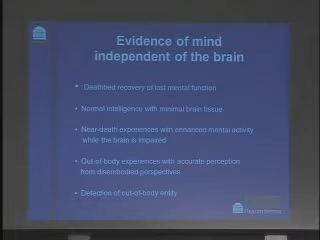 Evidence of mind
independent of the brain
• Deathbed recovery of lost mental function
• Normal intelligence with minimal brain tissue
• Near-death experiences with enhanced mental activity
while the brain is impaired
• Out-of-body experiences with accurate perception
from disembodied perspectives
• Detection of out-of-body entity